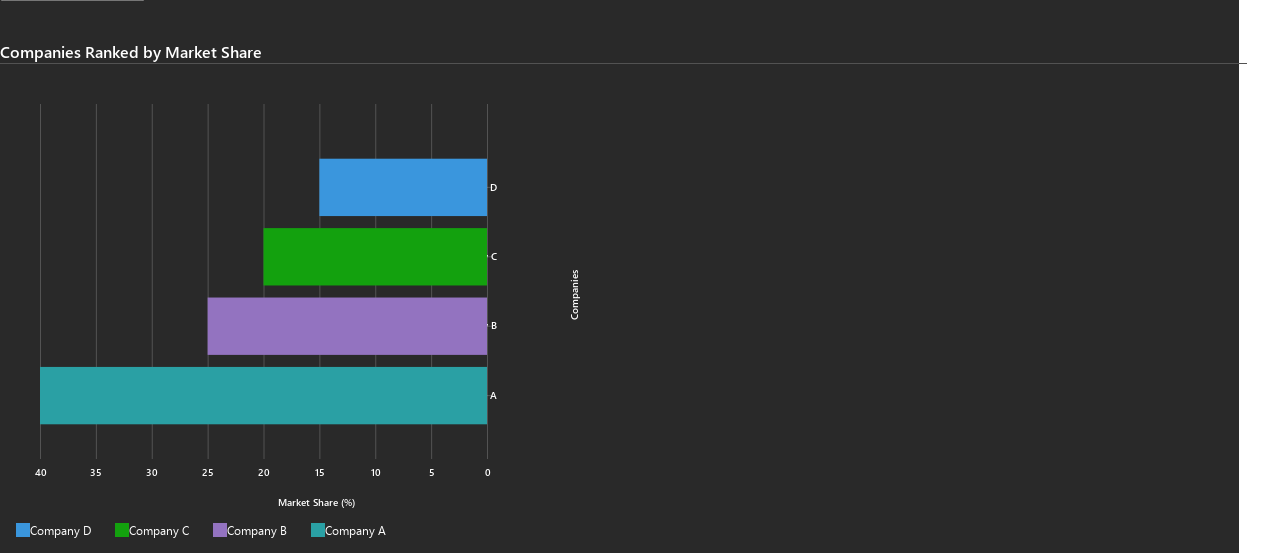 Companies Ranked by Market Share
D
C
Companies
B
A
40 35 30 25 20 15 10 5 0
Market Share (%)
Company D Company C Company B Company A